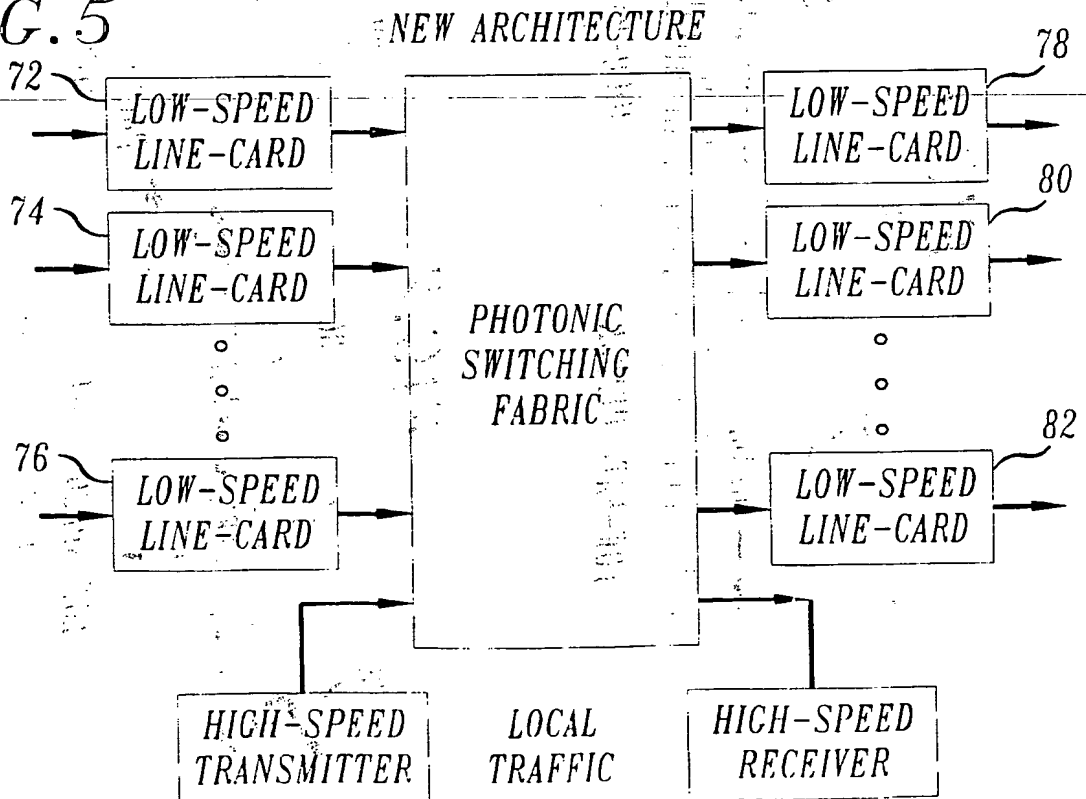 G. 5
NEW ARCHITECTURE
72
LOW-SPEED
LINE-CARD
74
LOW-SPEED
LINE-CARD
76
LOW-SPEED
LINE-CARD
PHOTONIC
SWITCHING
FABRIC
78
LOW-SPEED
LINE-CARD
80
LOW-SPEED
LINE-CARD
82
LOW-SPEED
LINE-CARD
HIGH-SPEED
TRANSMITTER
LOCAL
TRAFFIC
HIGH-SPEED
RECEIVER